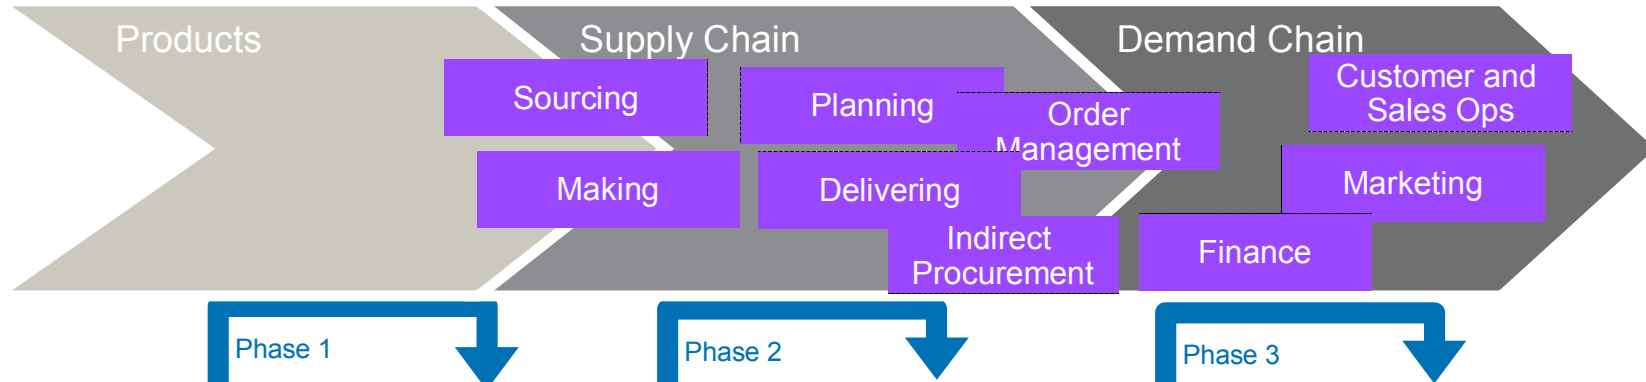 Products
Supply Chain
Demand Chain
Sourcing
Planning
Order
Management
Customer and
Sales Ops
Making
Delivering
Marketing
Indirect
Procurement
Finance
Phase 1
Phase 2
Phase 3